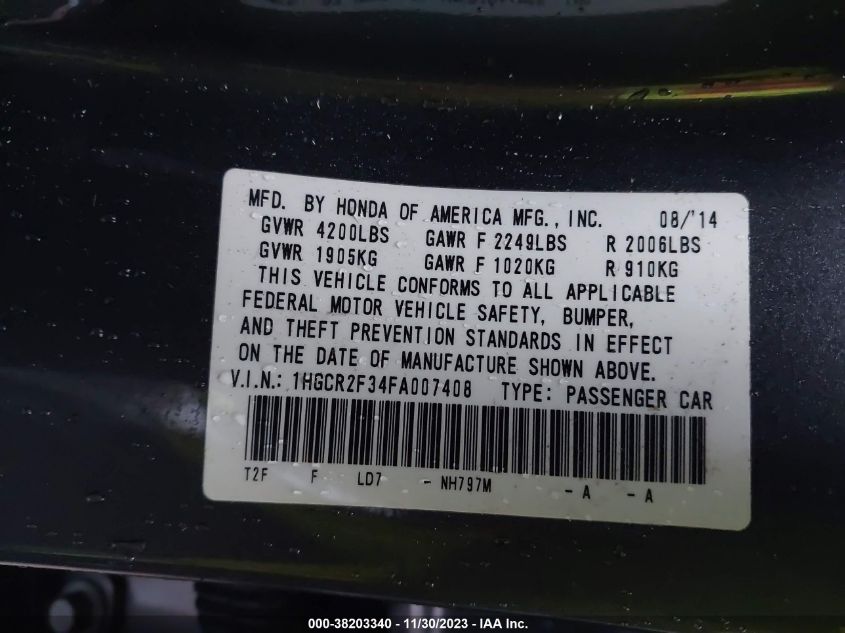 MFD. BY HONDA OF AMERICA MFG., INC. 08/'14
GVWR 4200LBS GAWR F 2249LBS R 2006LBS
GVWR 1905KG GAWR F 1020KG R 910KG
THIS VEHICLE CONFORMS TO ALL APPLICABLE
FEDERAL MOTOR VEHICLE SAFETY, BUMPER,
AND THEFT PREVENTION STANDARDS IN EFFECT
ON THE DATE OF MANUFACTURE SHOWN ABOVE.
V.I.N.: 1HGCR2F34FA007408 TYPE: PASSENGER CAR
T2F F LD7 - NH797M - A - A
000-38203340 - 11/30/2023 - IAA Inc.